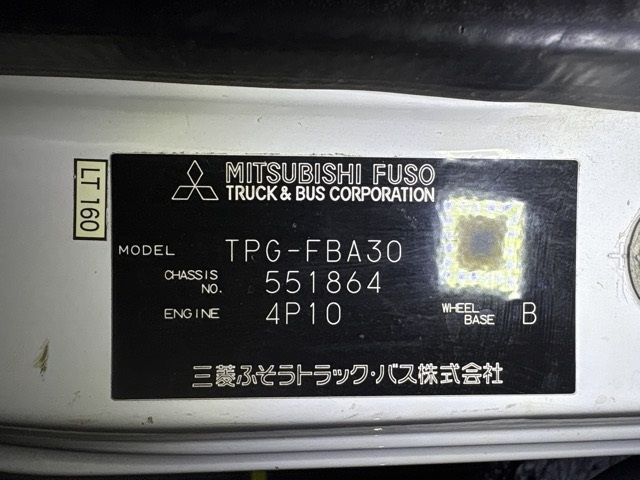 LT 160
MITSUBISHI FUSO
TRUCK & BUS CORPORATION
MODEL TPG-FBA30
CHASSIS NO. 551864
ENGINE 4P10 WHEEL BASE B
三菱ふそうトラック・バス株式会社